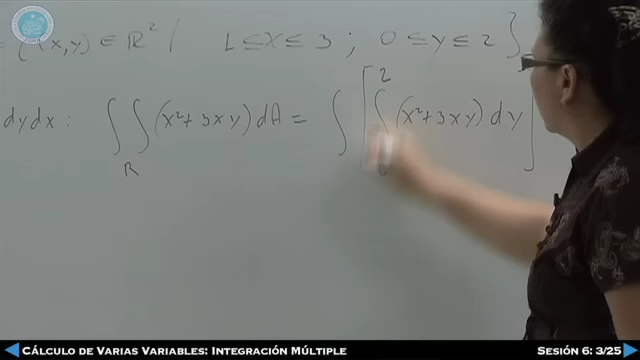 = {(x,y) ∈ R² / 1 ≤ x ≤ 3 ; 0 ≤ y ≤ 2}
dydx : ∫∫ (x²+3xy) dA = ∫ [∫ (x²+3xy) dy]
R
2
CÁLCULO DE VARIAS VARIABLES: INTEGRACIÓN MÚLTIPLE
SESIÓN 6: 3/25